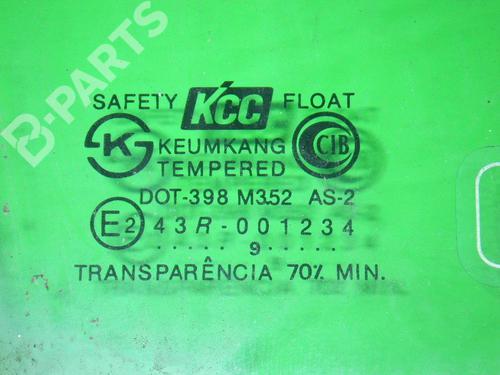 B-PARTS
SAFETY KCC FLOAT
K KEUMKANG CIB
TEMPERED
DOT-398 M352 AS-2
E2 43R-001234
..... 9 .....
TRANSPARÊNCIA 70% MIN.